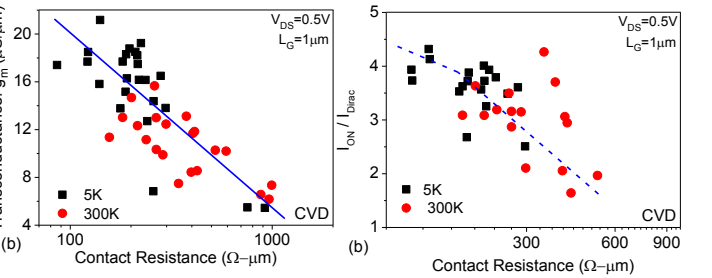 V_DS=0.5V
L_G=1μm
20
16
12
8
4
5K
300K
CVD
100
1000
(b)
Contact Resistance (Ω−μm)
I_ON / I_Dirac
V_DS=0.5V
L_G=1μm
5
4
3
2
1
5K
300K
CVD
300
600
900
(b)
Contact Resistance (Ω−μm)